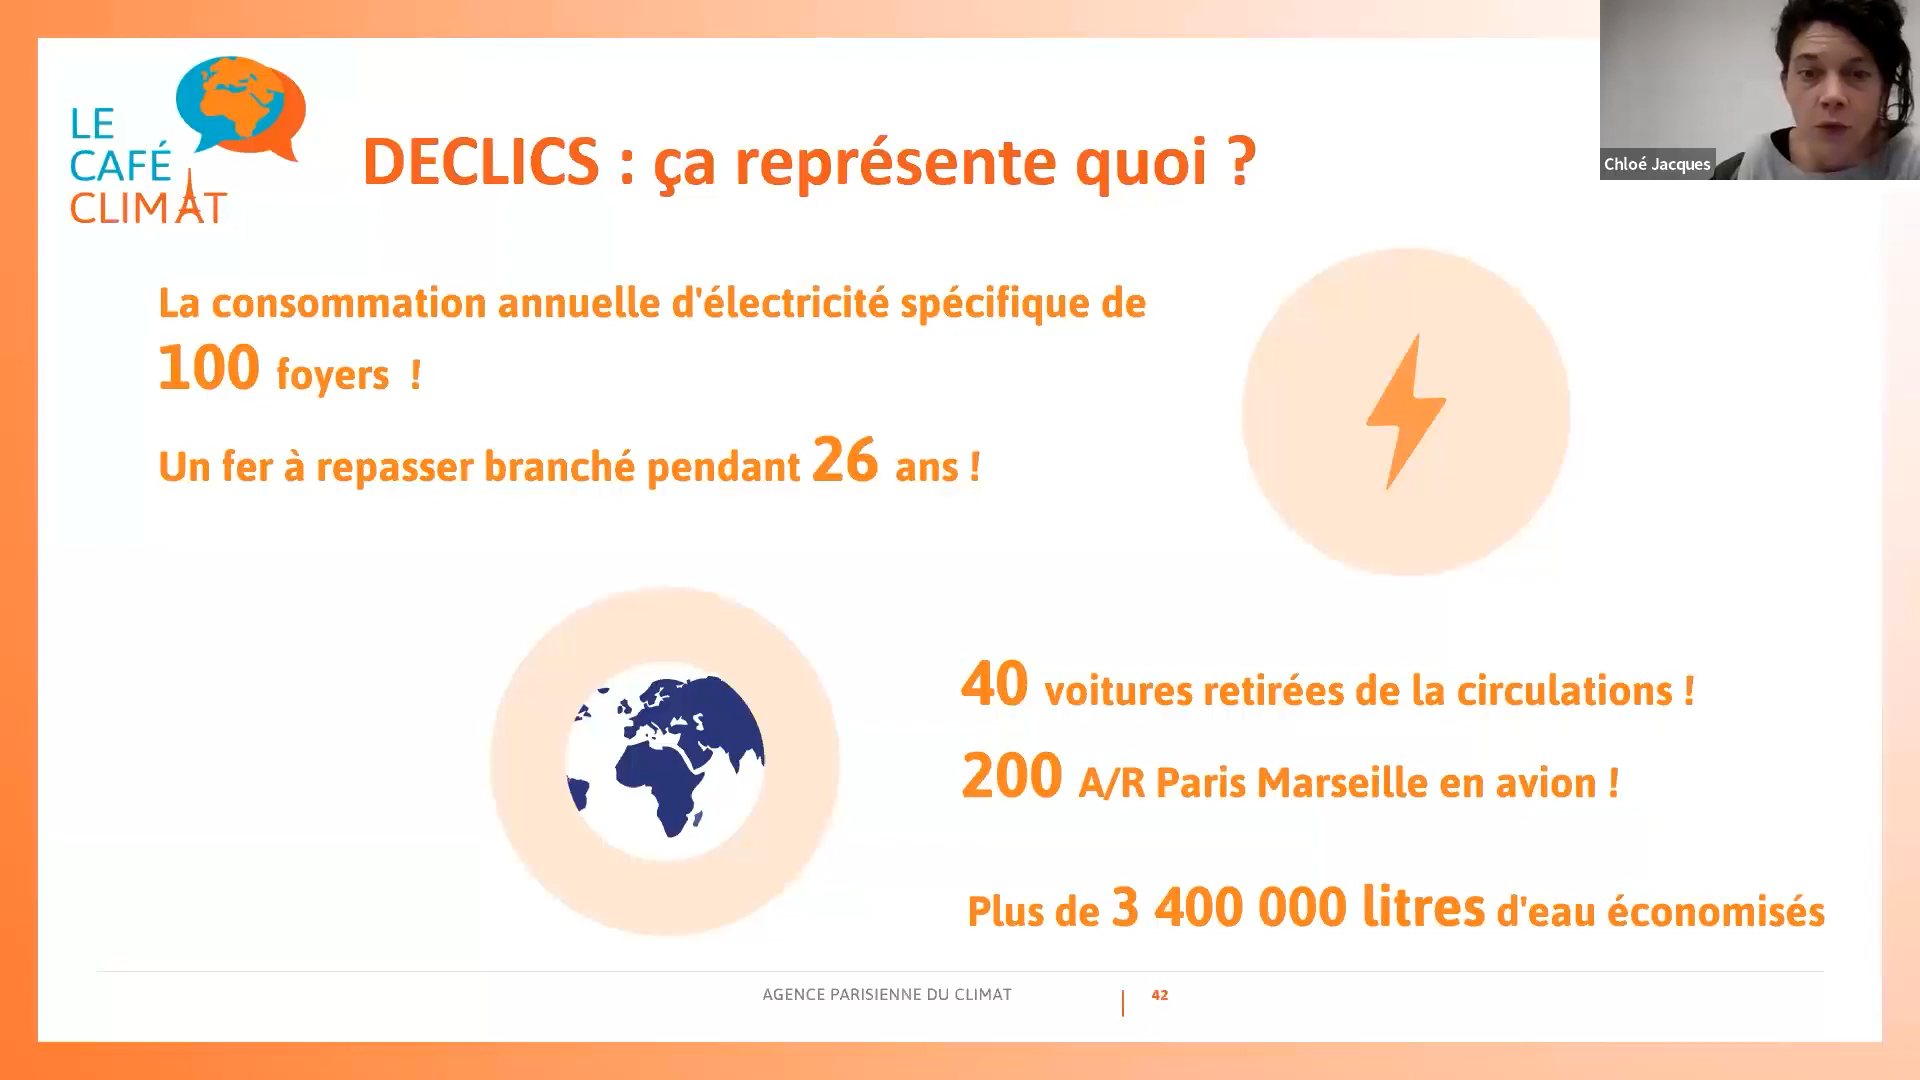 LE
CAFÉ
CLIMAT
DECLICS : ça représente quoi ?
Chloé Jacques
La consommation annuelle d'électricité spécifique de
100 foyers !
Un fer à repasser branché pendant 26 ans !
40 voitures retirées de la circulations !
200 A/R Paris Marseille en avion !
Plus de 3 400 000 litres d'eau économisés
AGENCE PARISIENNE DU CLIMAT
42